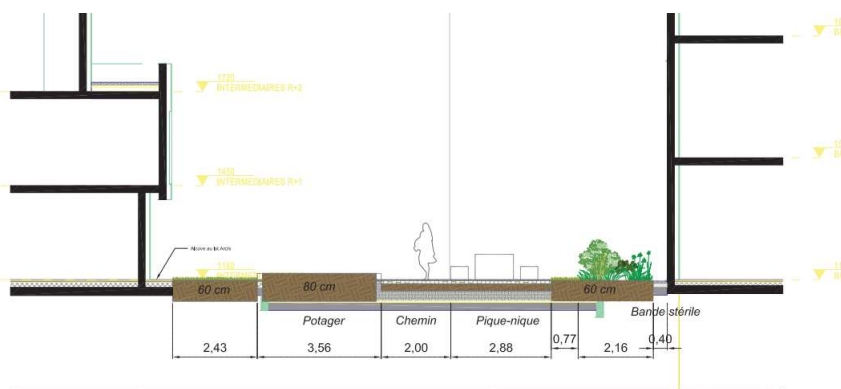 1720
INTERMEDIAIRES R+2
1450
INTERMEDIAIRES R+1
1180
60 cm
80 cm
60 cm
Potager
Chemin
Pique-nique
Bande stérile
2,43
3,56
2,00
2,88
0,77
2,16
0,40